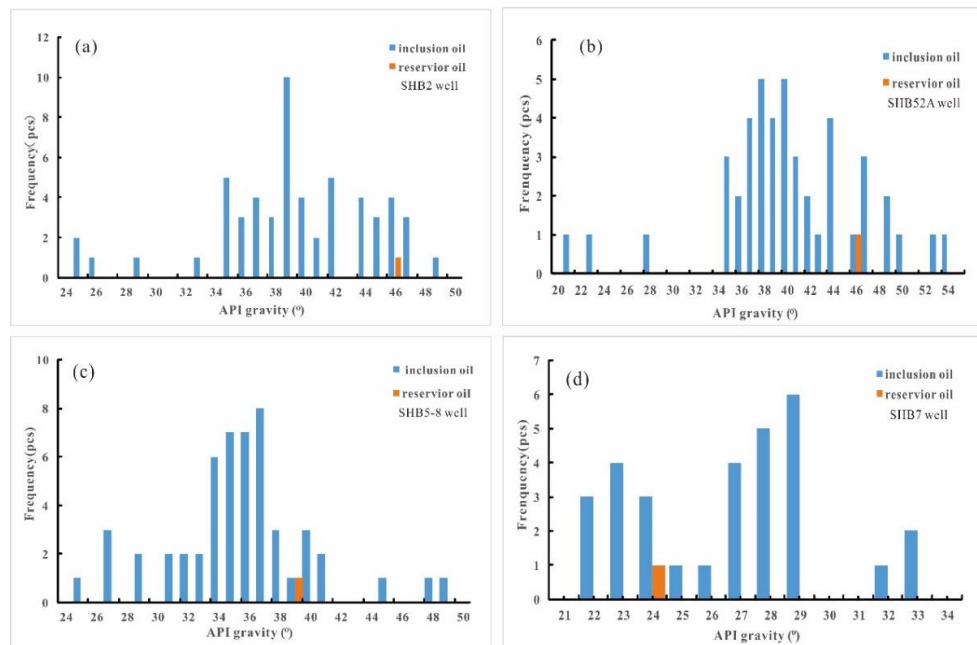 (a)
12
10
8
6
4
2
0
Frequency(pcs)
inclusion oil
reservior oil
SHB2 well
24 26 28 30 32 34 36 38 40 42 44 46 48 50
API gravity (º)
(b)
6
5
4
3
2
1
0
Frenquency (pcs)
inclusion oil
reservior oil
SHB52A well
20 22 24 26 28 30 32 34 36 38 40 42 44 46 48 50 52 54
API gravity (º)
(c)
10
8
6
4
2
0
Frenquency(pcs)
inclusion oil
reservior oil
SHB5-8 well
24 26 28 30 32 34 36 38 40 42 44 46 48 50
API gravity (º)
(d)
7
6
5
4
3
2
1
0
Frenquency(pcs)
inclusion oil
reservior oil
SHB7 well
21 22 23 24 25 26 27 28 29 30 31 32 33 34
API gravity (º)